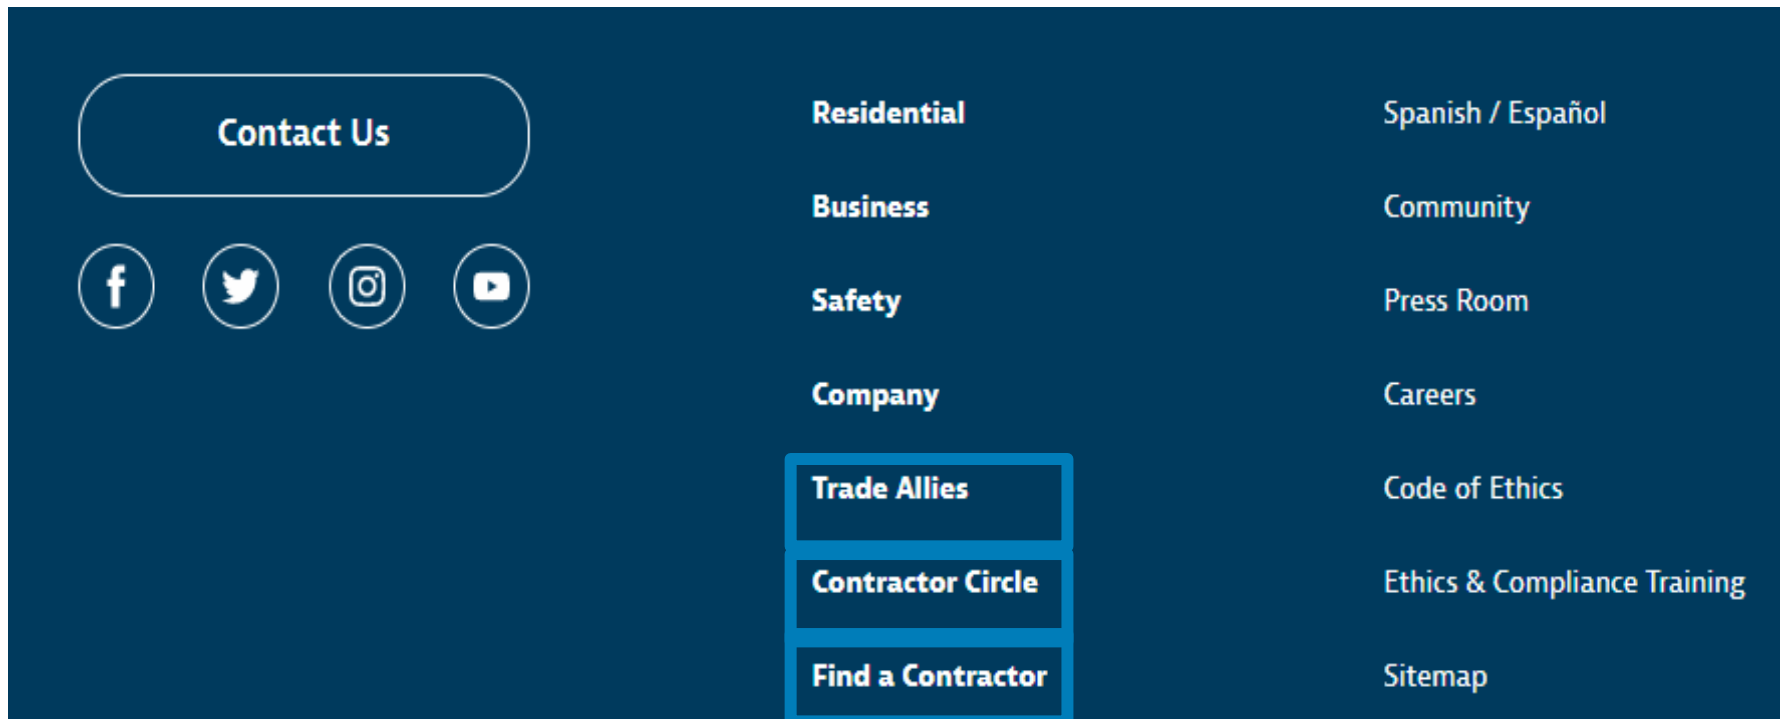 Contact Us
Residential
Business
Safety
Company
Trade Allies
Contractor Circle
Find a Contractor
Spanish / Español
Community
Press Room
Careers
Code of Ethics
Ethics & Compliance Training
Sitemap